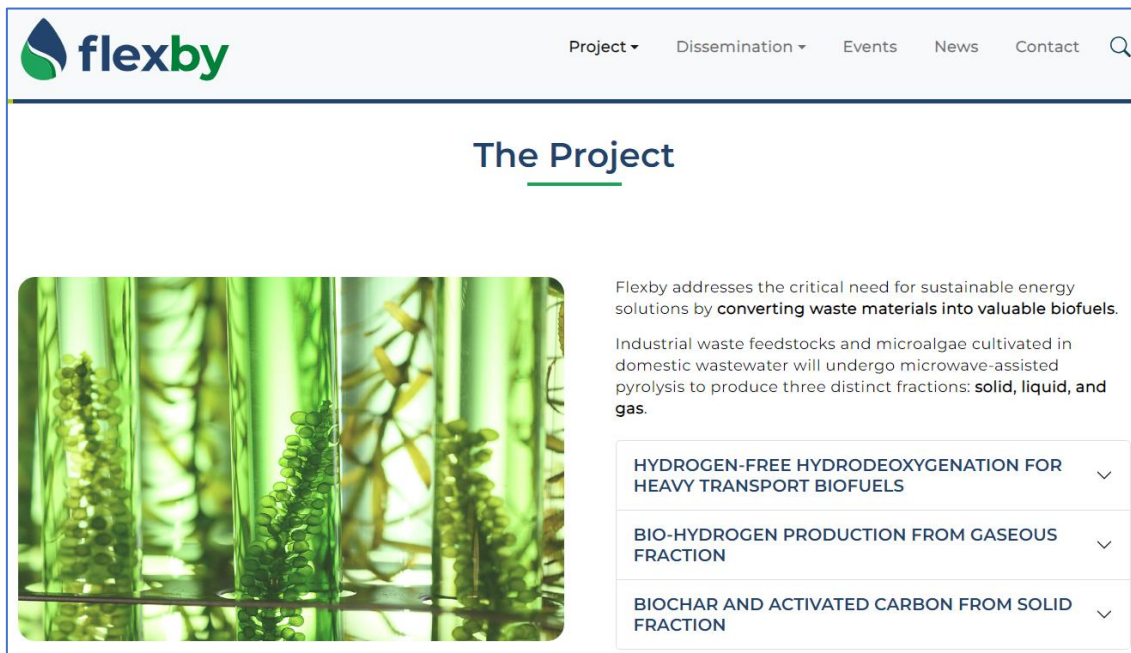 flexby
Project Dissemination Events News Contact
The Project
Flexby addresses the critical need for sustainable energy
solutions by converting waste materials into valuable biofuels.
Industrial waste feedstocks and microalgae cultivated in
domestic wastewater will undergo microwave-assisted
pyrolysis to produce three distinct fractions: solid, liquid, and
gas.
HYDROGEN-FREE HYDRODEOXYGENATION FOR
HEAVY TRANSPORT BIOFUELS
BIO-HYDROGEN PRODUCTION FROM GASEOUS
FRACTION
BIOCHAR AND ACTIVATED CARBON FROM SOLID
FRACTION